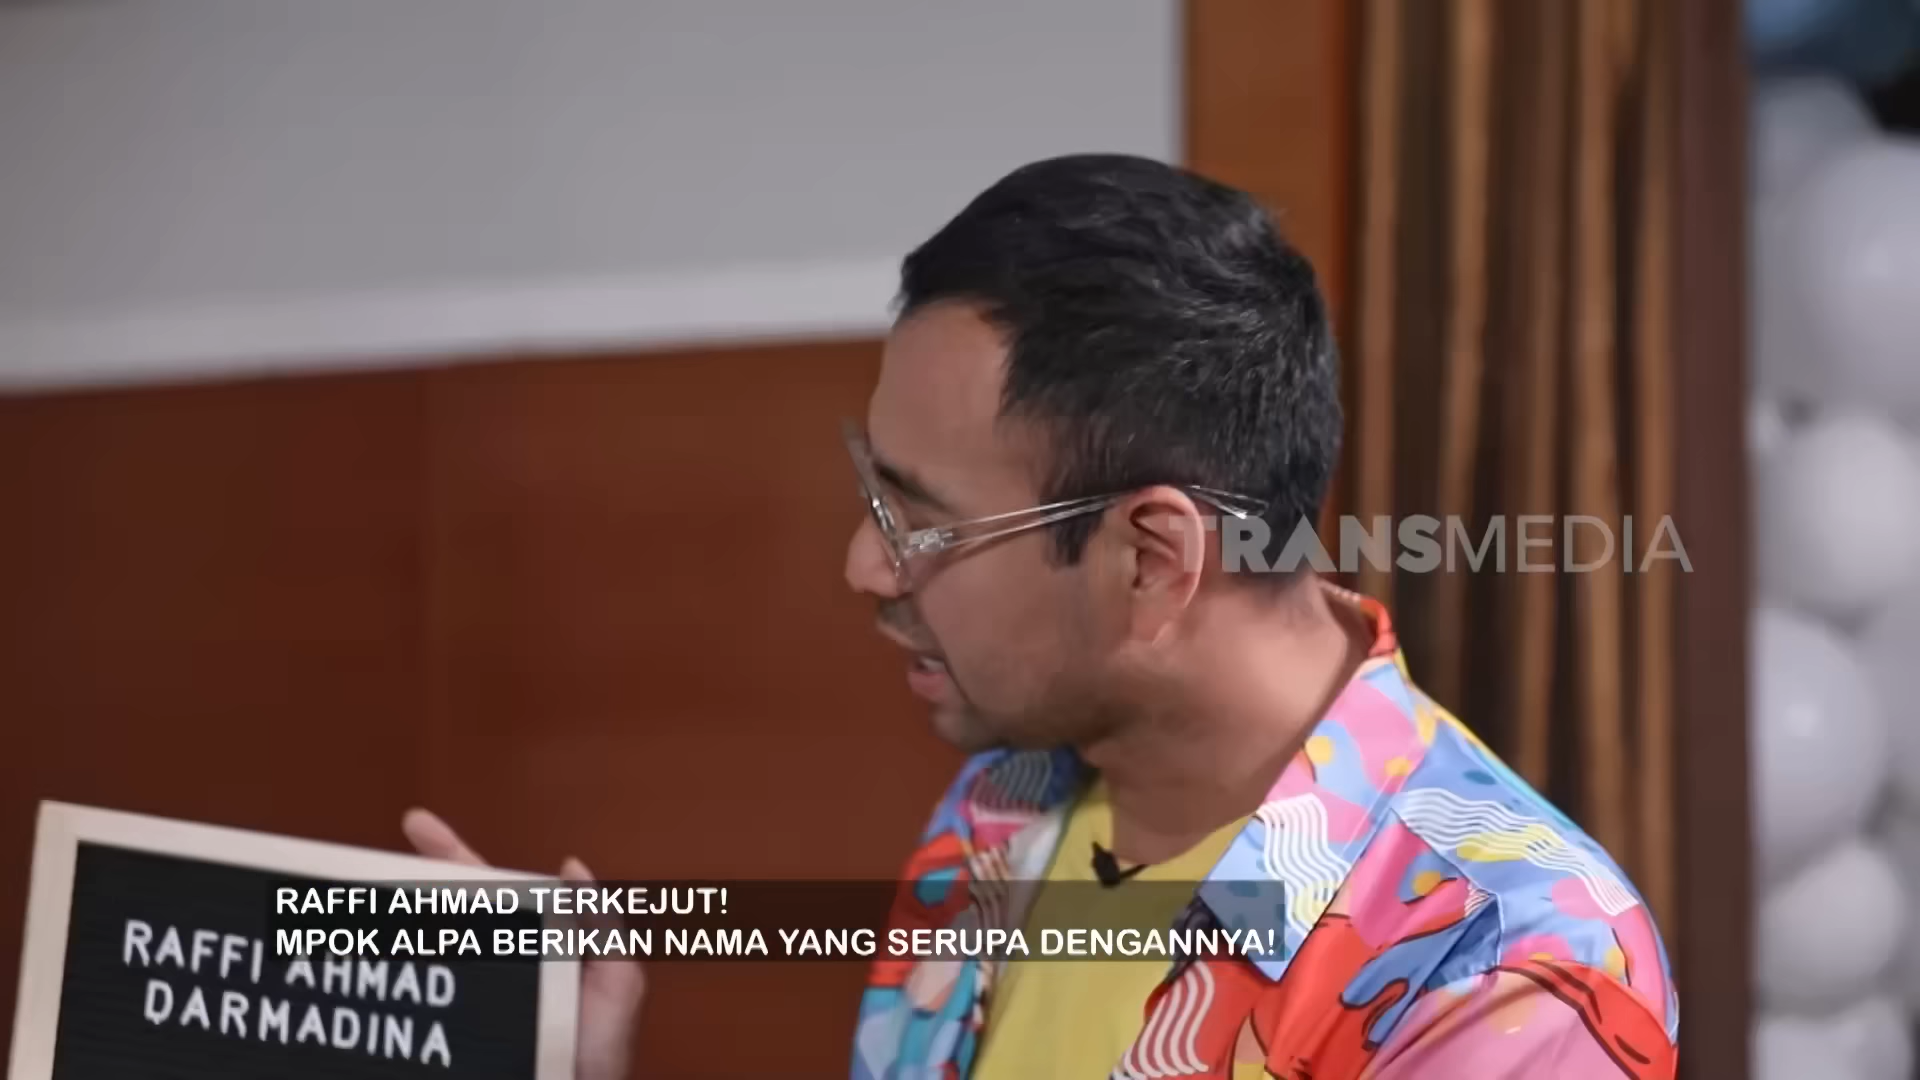 TRANSMEDIA
RAFFI AHMAD TERKEJUT!
MPOK ALPA BERIKAN NAMA YANG SERUPA DENGANNYA!
RAFFI AHMAD
DARMADINA